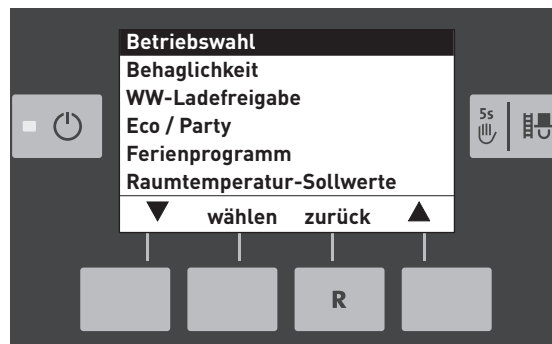 Betriebswahl
Behaglichkeit
WW-Ladefreigabe
Eco / Party
Ferienprogramm
Raumtemperatur-Sollwerte
▼ wählen zurück ▲
5s
R